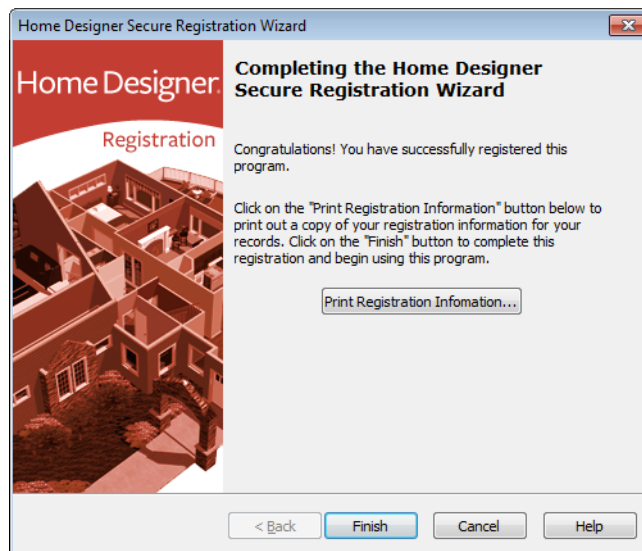 Home Designer Secure Registration Wizard
Home Designer.
Registration
Completing the Home Designer
Secure Registration Wizard
Congratulations! You have successfully registered this
program.
Click on the "Print Registration Information" button below to
print out a copy of your registration information for your
records. Click on the "Finish" button to complete this
registration and begin using this program.
Print Registration Infomation...
< Back Finish Cancel Help